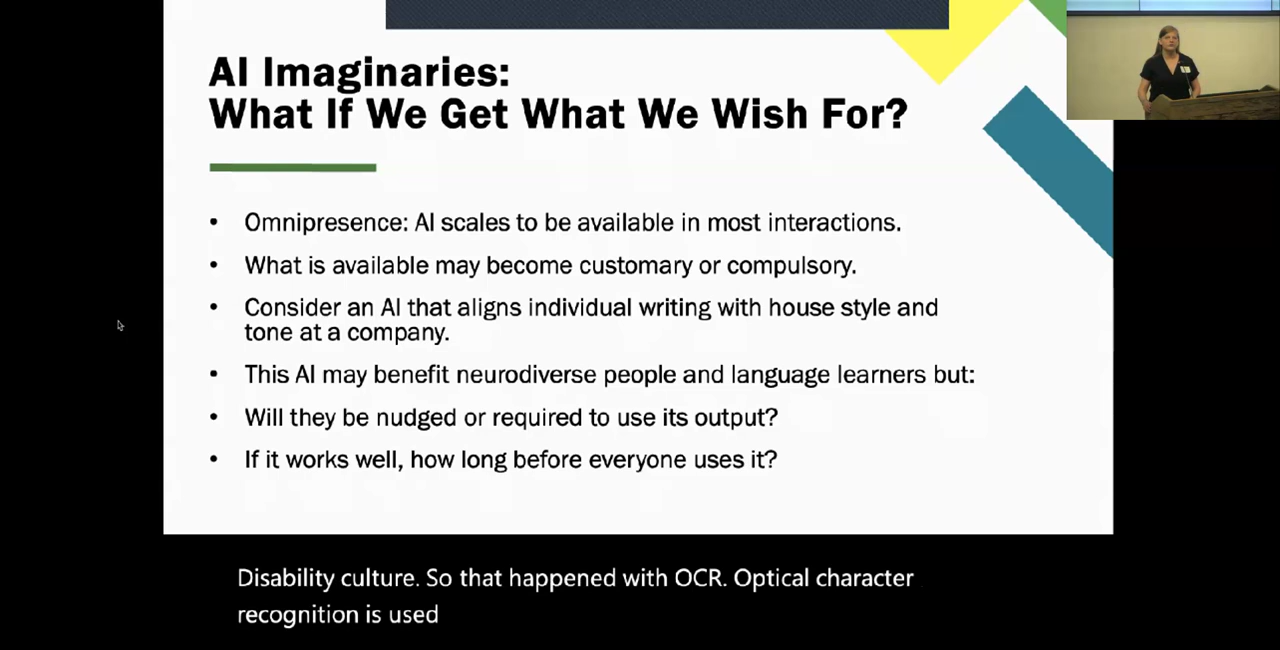 AI Imaginaries:
What If We Get What We Wish For?
• Omnipresence: AI scales to be available in most interactions.
• What is available may become customary or compulsory.
• Consider an AI that aligns individual writing with house style and
tone at a company.
• This AI may benefit neurodiverse people and language learners but:
• Will they be nudged or required to use its output?
• If it works well, how long before everyone uses it?
Disability culture. So that happened with OCR. Optical character
recognition is used